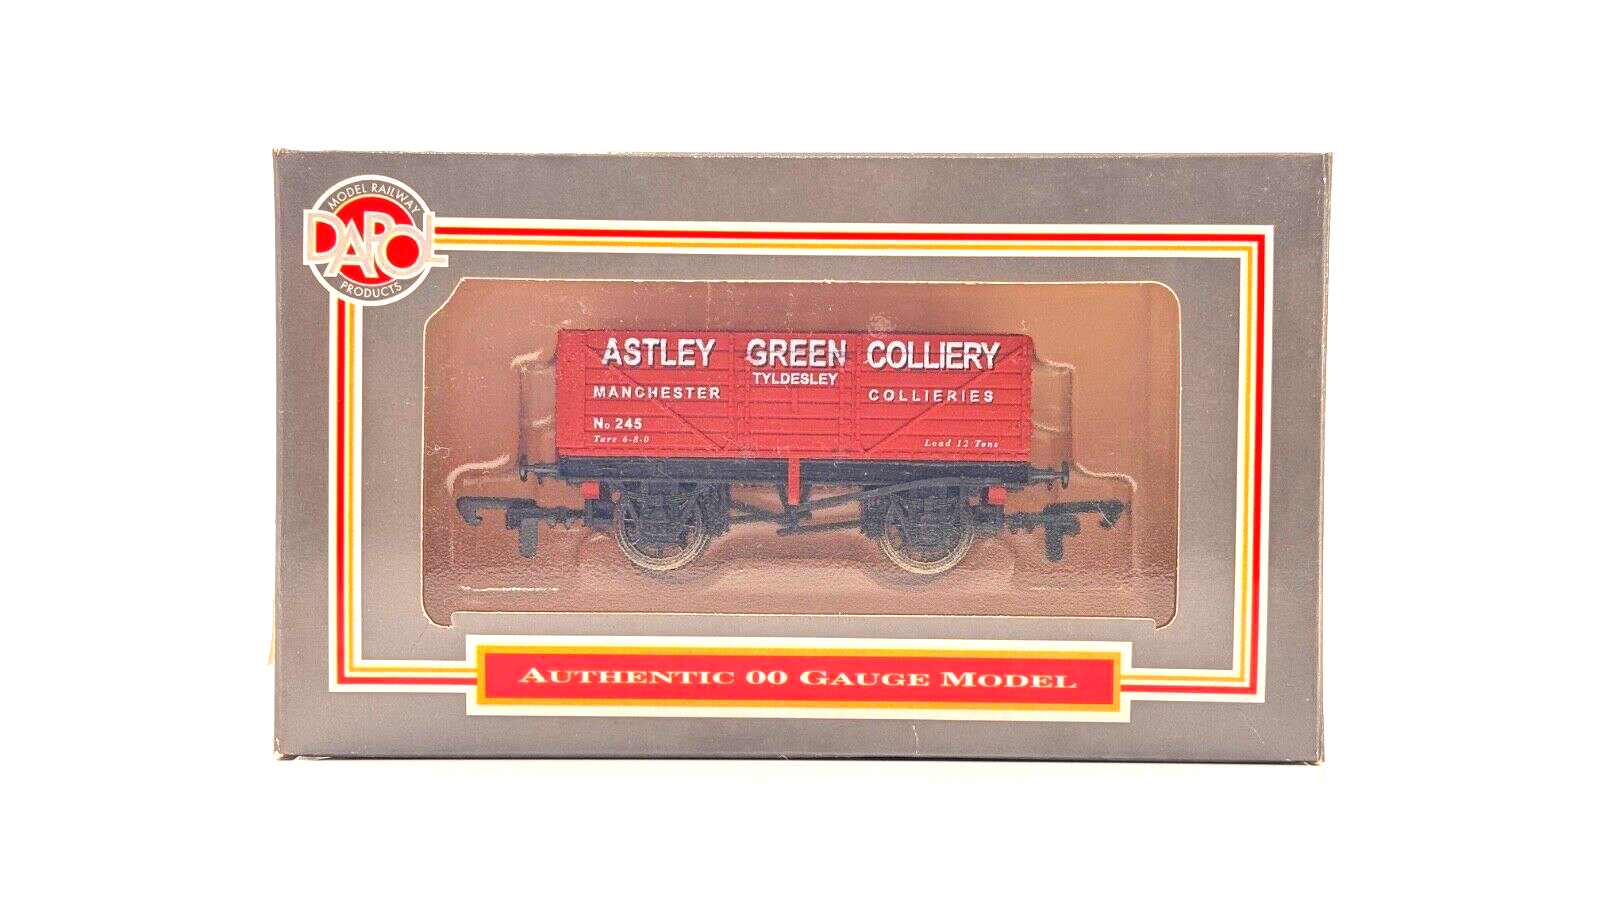 MODEL RAILWAY
DAPOL
PRODUCTS
ASTLEY GREEN COLLIERY
TYLDESLEY
MANCHESTER COLLIERIES
No 245
Tare 6-8-0 Load 12 Tons
AUTHENTIC 00 GAUGE MODEL